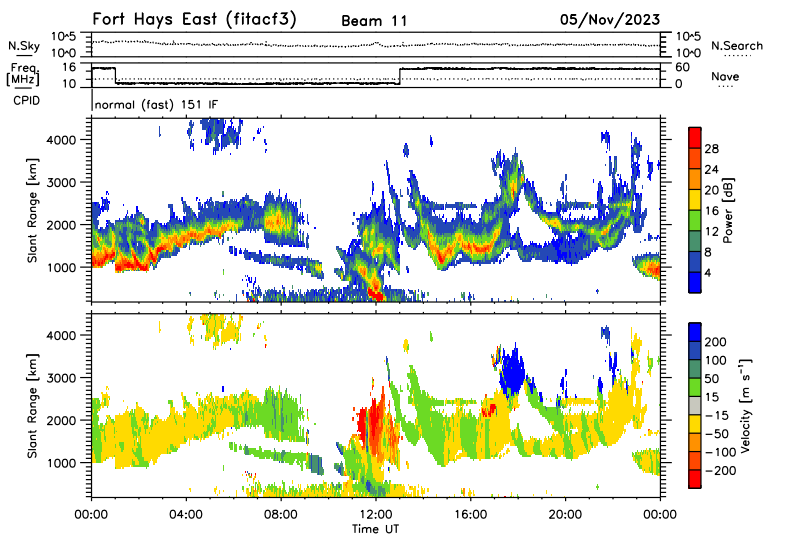 Fort Hays East (fitacf3) Beam 11 05/Nov/2023
N.Sky 10^5 10^0 10^5 10^0 N.Search
Freq. [MHz] 16 10 60 0 Nave
CPID normal (fast) 151 IF
Slant Range [km] 4000 3000 2000 1000
Power [dB] 28 24 20 16 12 8 4
Slant Range [km] 4000 3000 2000 1000
Velocity [m s⁻¹] 200 100 50 15 −15 −50 −100 −200
00:00 04:00 08:00 12:00 16:00 20:00 00:00
Time UT